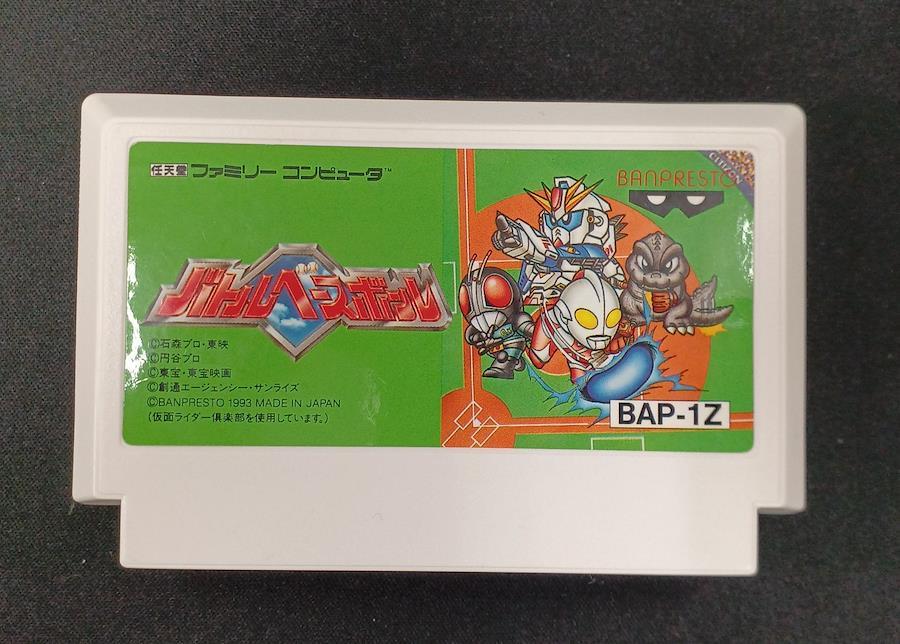 任天堂 ファミリー コンピュータ™
CITIZEN
BANPRESTO
バトルベースボール
©石森プロ・東映
©円谷プロ
©東宝・東宝映画
©創通エージェンシー・サンライズ
©BANPRESTO 1993 MADE IN JAPAN
(仮面ライダー倶楽部を使用しています。)
BAP-1Z